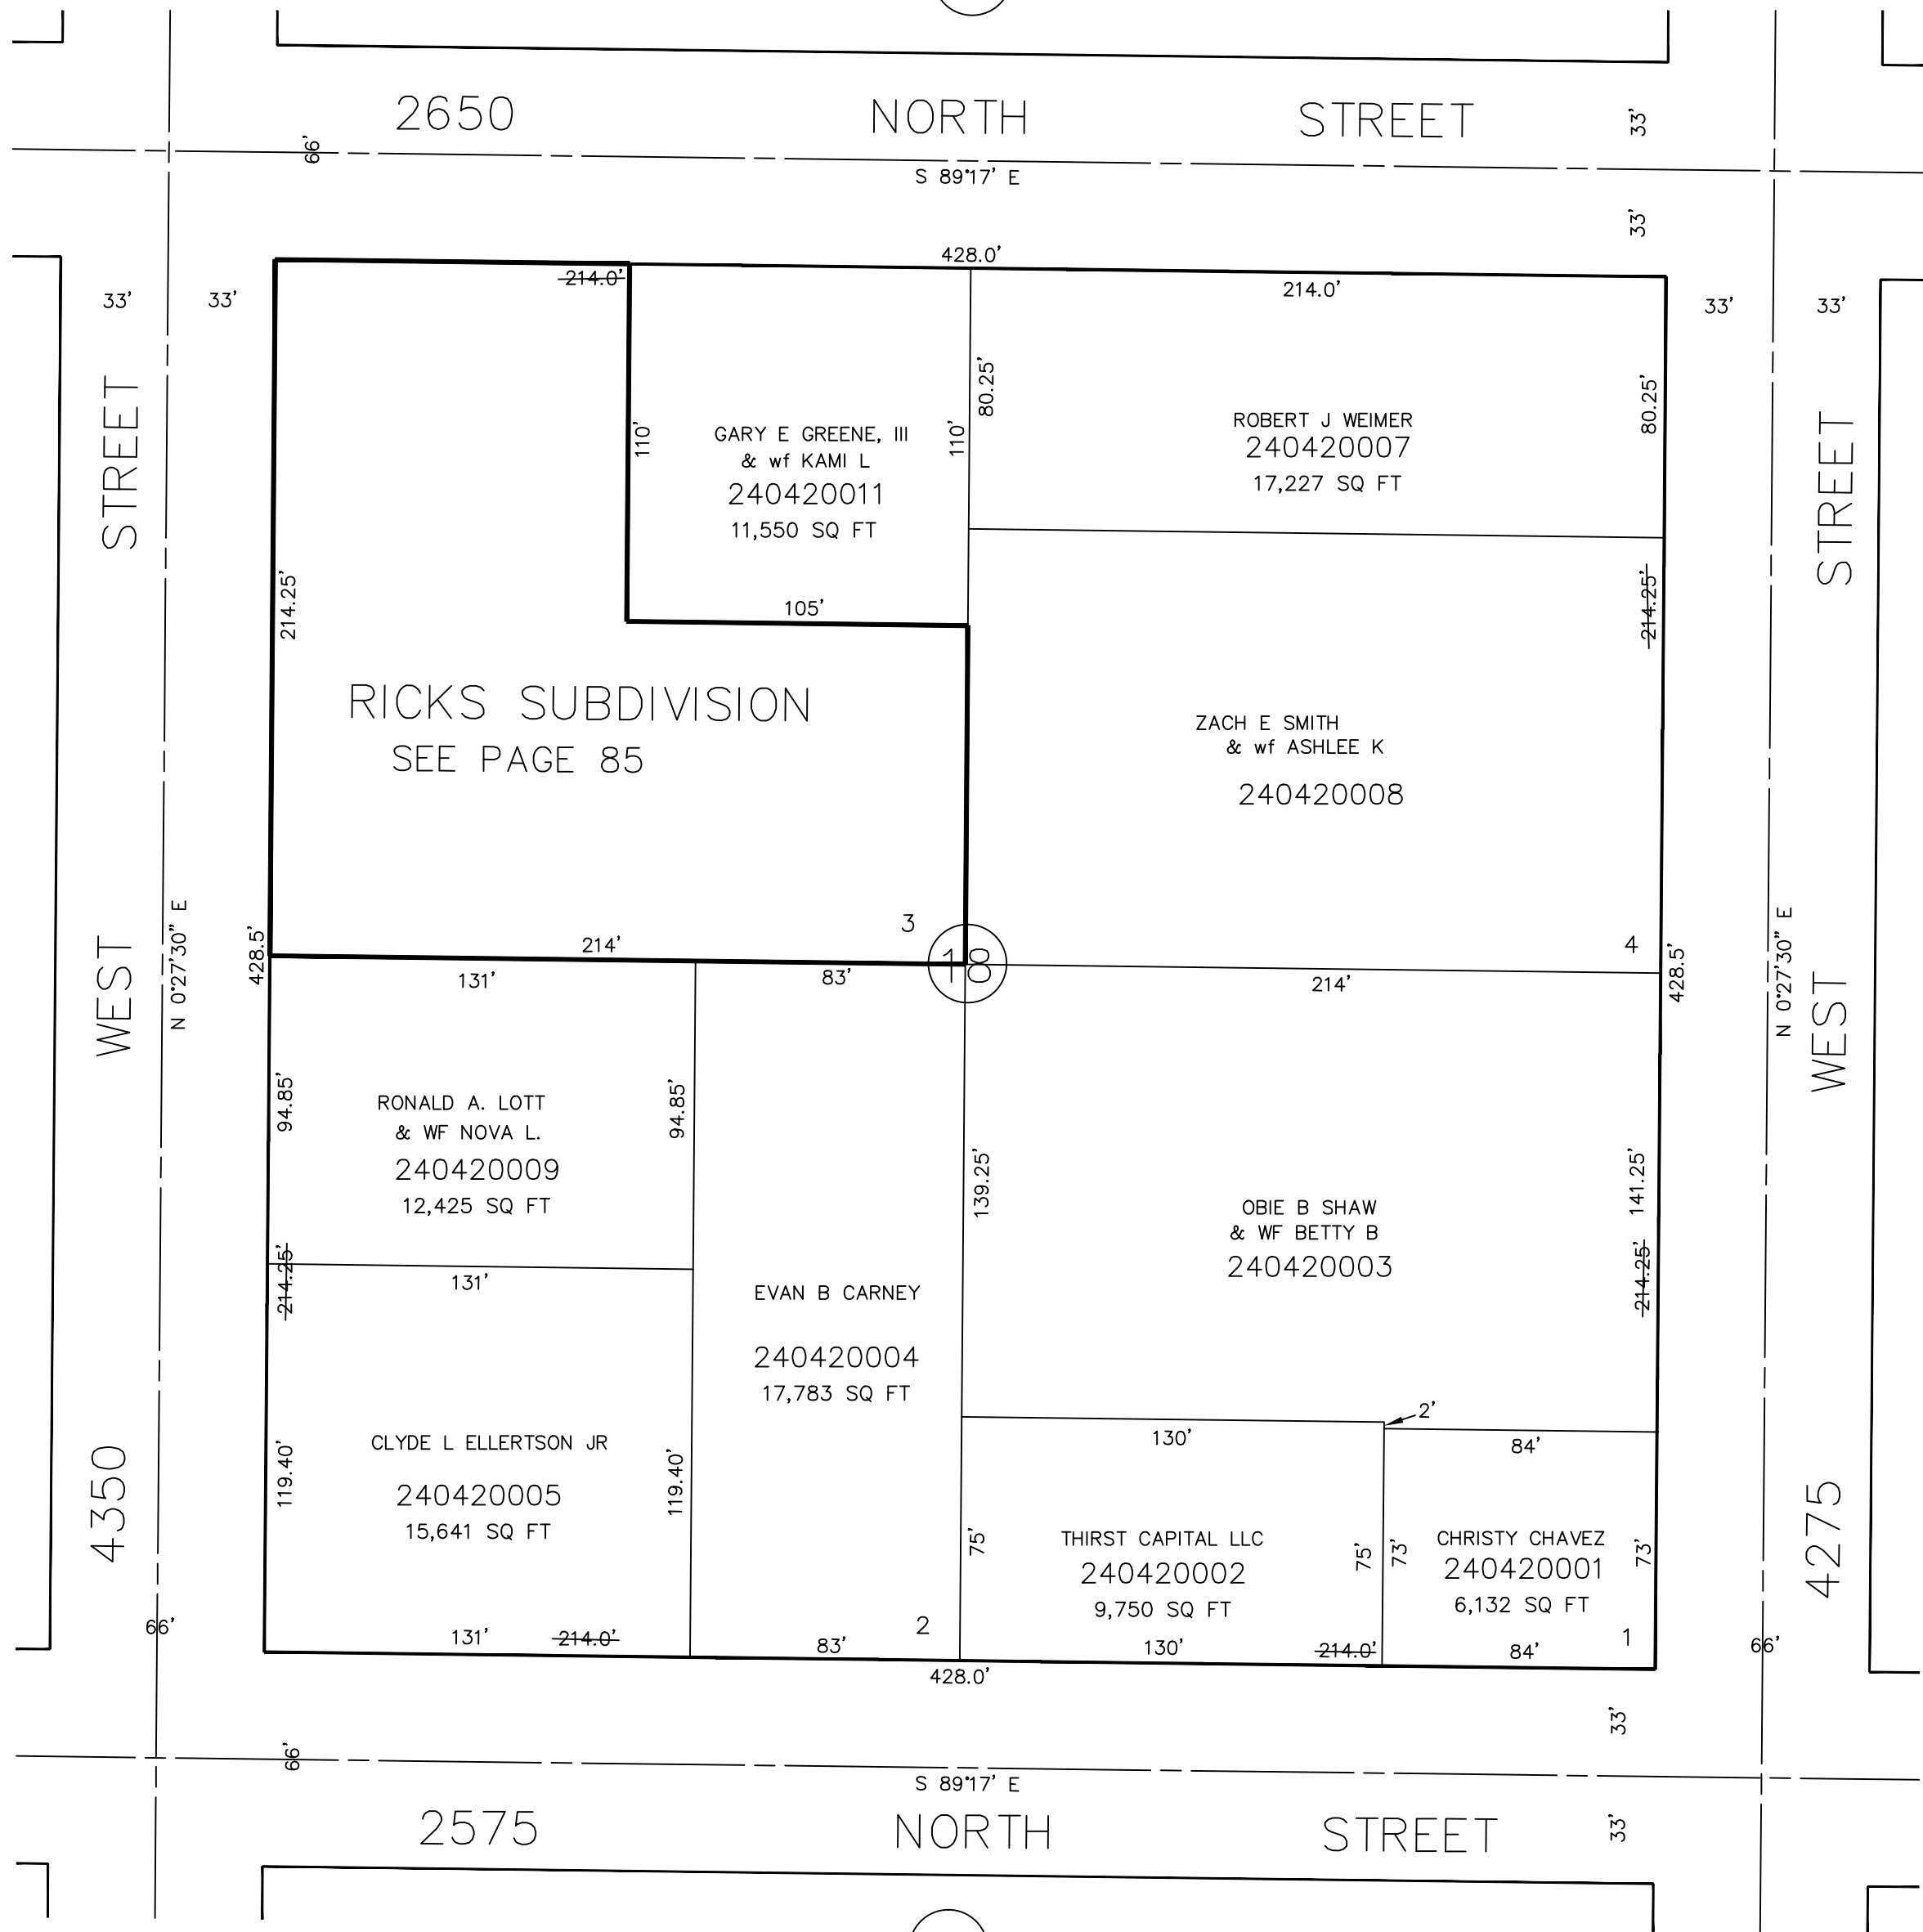 2650 NORTH STREET
66'
33'
S 89°17' E
33'
428.0'
214.0'
214.0'
33'
33'
33'
33'
STREET
WEST
4350
STREET
WEST
4275
110'
110'
80.25'
80.25'
GARY E GREENE, III
& wf KAMI L
240420011
11,550 SQ FT
105'
ROBERT J WEIMER
240420007
17,227 SQ FT
214.25'
214.25'
RICKS SUBDIVISION
SEE PAGE 85
ZACH E SMITH
& wf ASHLEE K
240420008
3
4
18
N 0°27'30" E
428.5'
428.5'
N 0°27'30" E
214'
131'
83'
214'
94.85'
94.85'
RONALD A. LOTT
& WF NOVA L.
240420009
12,425 SQ FT
139.25'
141.25'
OBIE B SHAW
& WF BETTY B
240420003
214.25'
214.25'
131'
EVAN B CARNEY
240420004
17,783 SQ FT
2'
130'
84'
CLYDE L ELLERTSON JR
240420005
15,641 SQ FT
119.40'
119.40'
75'
THIRST CAPITAL LLC
240420002
9,750 SQ FT
75'
73'
CHRISTY CHAVEZ
240420001
6,132 SQ FT
73'
66'
131'
214.0'
83'
2
130'
214.0'
84'
1
66'
428.0'
33'
66'
S 89°17' E
33'
2575 NORTH STREET